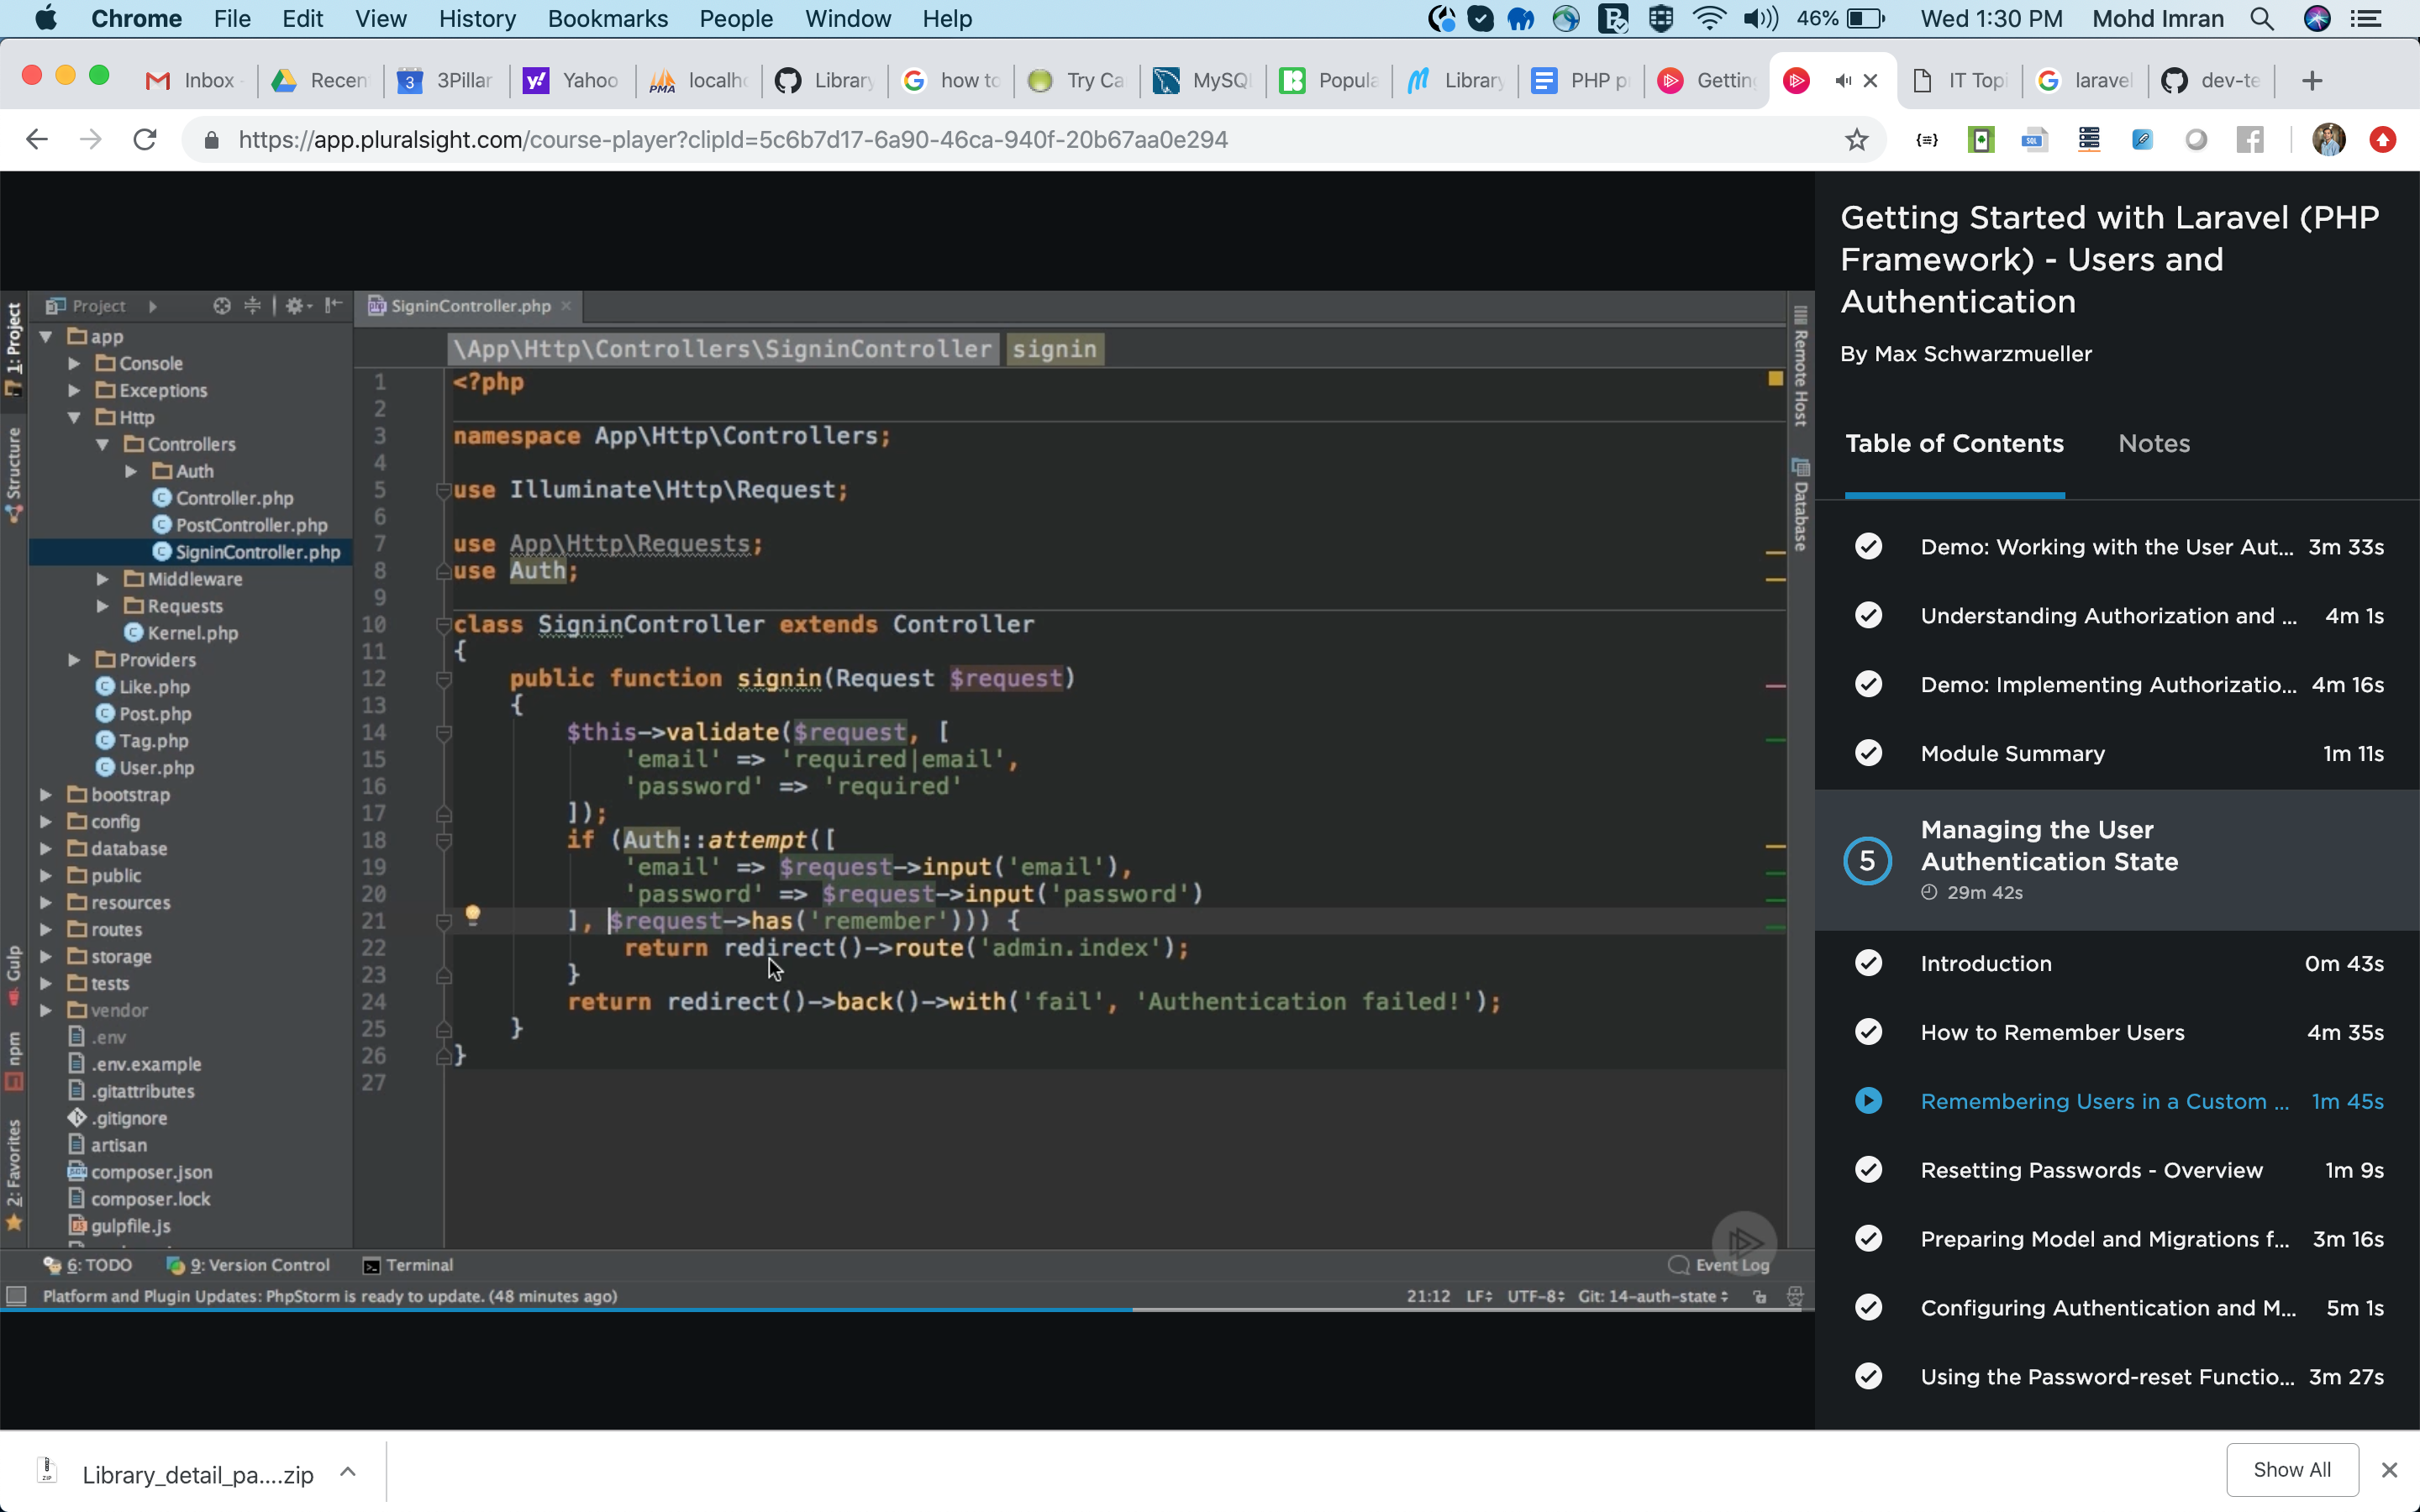 Chrome File Edit View History Bookmarks People Window Help 46% Wed 1:30 PM Mohd Imran
Inbox Recen 3 3Pillar Yahoo PMA localho Library how to Try Ca MySQL Popula Library PHP p Getting IT Topi laravel dev-te
https://app.pluralsight.com/course-player?clipId=5c6b7d17-6a90-46ca-940f-20b67aa0e294
Getting Started with Laravel (PHP
Framework) - Users and
Authentication
By Max Schwarzmueller
Table of Contents Notes
Demo: Working with the User Aut... 3m 33s
Understanding Authorization and ... 4m 1s
Demo: Implementing Authorizatio... 4m 16s
Module Summary 1m 11s
5 Managing the User
Authentication State
29m 42s
Introduction 0m 43s
How to Remember Users 4m 35s
Remembering Users in a Custom ... 1m 45s
Resetting Passwords - Overview 1m 9s
Preparing Model and Migrations f... 3m 16s
Configuring Authentication and M... 5m 1s
Using the Password-reset Functio... 3m 27s
1: Project
Structure
Gulp
npm
2: Favorites
Project
app
Console
Exceptions
Http
Controllers
Auth
Controller.php
PostController.php
SigninController.php
Middleware
Requests
Kernel.php
Providers
Like.php
Post.php
Tag.php
User.php
bootstrap
config
database
public
resources
routes
storage
tests
vendor
.env
.env.example
.gitattributes
.gitignore
artisan
composer.json
composer.lock
gulpfile.js
SigninController.php
\App\Http\Controllers\SigninController signin
1 <?php
2
3 namespace App\Http\Controllers;
4
5 use Illuminate\Http\Request;
6
7 use App\Http\Requests;
8 use Auth;
9
10 class SigninController extends Controller
11 {
12 public function signin(Request $request)
13 {
14 $this->validate($request, [
15 'email' => 'required|email',
16 'password' => 'required'
17 ]);
18 if (Auth::attempt([
19 'email' => $request->input('email'),
20 'password' => $request->input('password')
21 ], $request->has('remember'))) {
22 return redirect()->route('admin.index');
23 }
24 return redirect()->back()->with('fail', 'Authentication failed!');
25 }
26 }
27
Remote Host
Database
6: TODO 9: Version Control Terminal Event Log
Platform and Plugin Updates: PhpStorm is ready to update. (48 minutes ago) 21:12 LF UTF-8 Git: 14-auth-state
Library_detail_pa....zip Show All